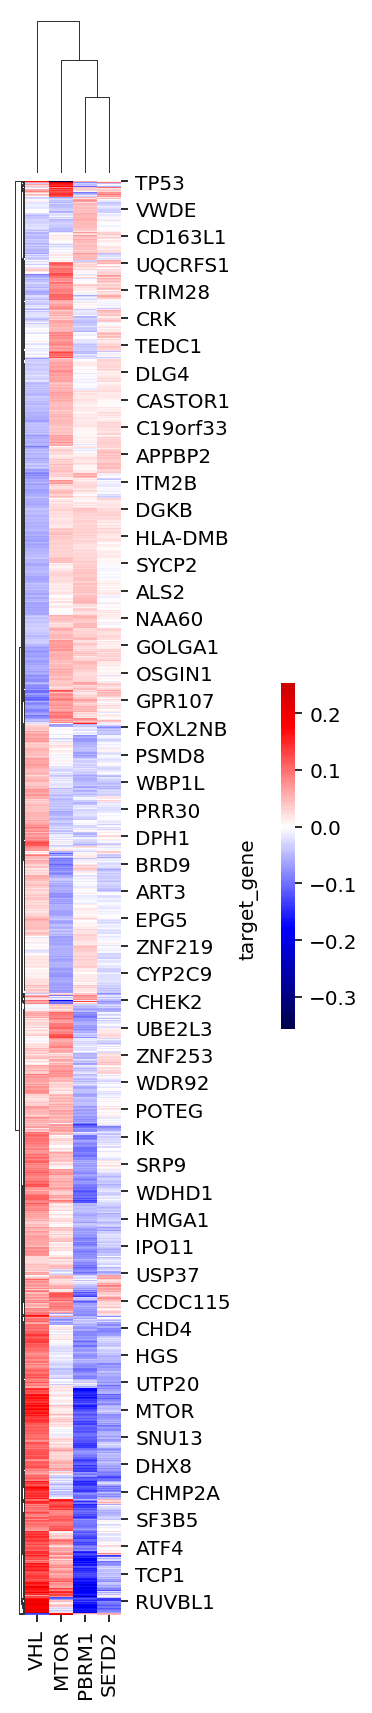 TP53
VWDE
CD163L1
UQCRFS1
TRIM28
CRK
TEDC1
DLG4
CASTOR1
C19orf33
APPBP2
ITM2B
DGKB
HLA-DMB
SYCP2
ALS2
NAA60
GOLGA1
OSGIN1
GPR107
FOXL2NB
PSMD8
WBP1L
PRR30
DPH1
BRD9
ART3
EPG5
ZNF219
CYP2C9
CHEK2
UBE2L3
ZNF253
WDR92
POTEG
IK
SRP9
WDHD1
HMGA1
IPO11
USP37
CCDC115
CHD4
HGS
UTP20
MTOR
SNU13
DHX8
CHMP2A
SF3B5
ATF4
TCP1
RUVBL1
target_gene
0.2
0.1
0.0
−0.1
−0.2
−0.3
VHL
MTOR
PBRM1
SETD2